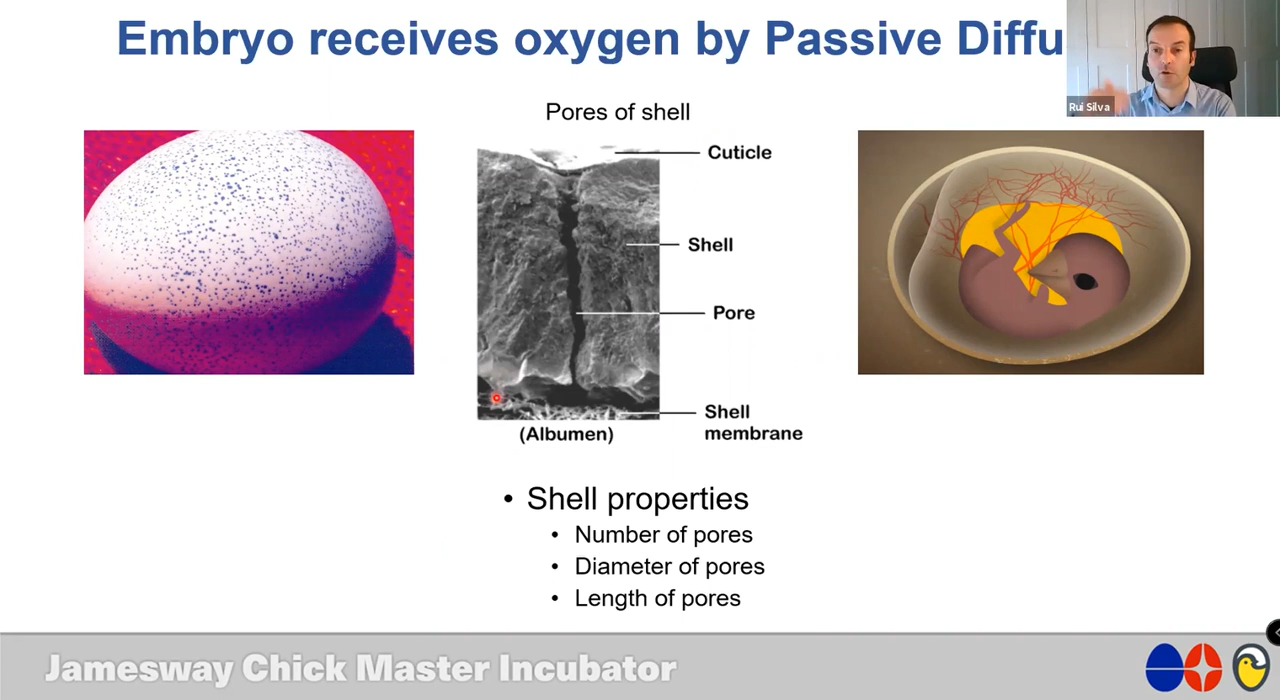 Embryo receives oxygen by Passive Diffu
Rui Silva
Pores of shell
Cuticle
Shell
Pore
Shell
membrane
(Albumen)
• Shell properties
• Number of pores
• Diameter of pores
• Length of pores
Jamesway Chick Master Incubator